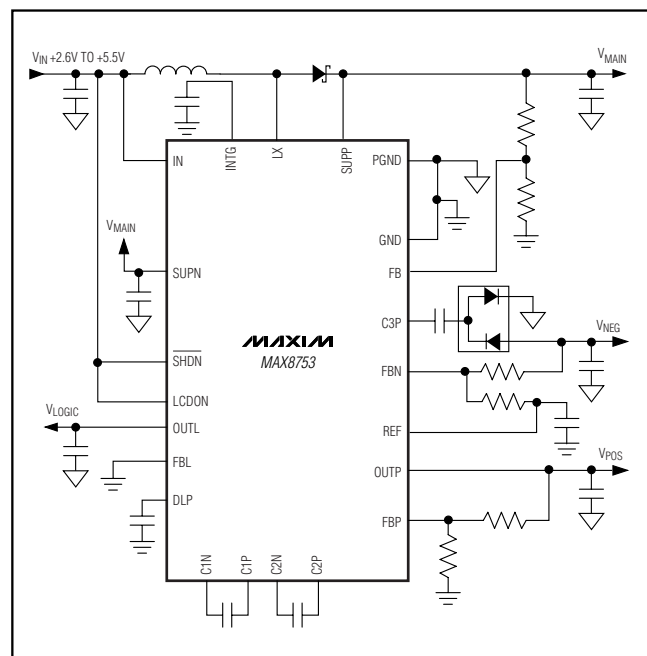 VIN +2.6V TO +5.5V
VMAIN
IN
INTG
LX
SUPP
PGND
GND
FB
VMAIN
SUPN
C3P
VNEG
MAXIM
MAX8753
SHDN
FBN
LCDON
VLOGIC
OUTL
REF
FBL
OUTP
VPOS
DLP
FBP
C1N
C1P
C2N
C2P